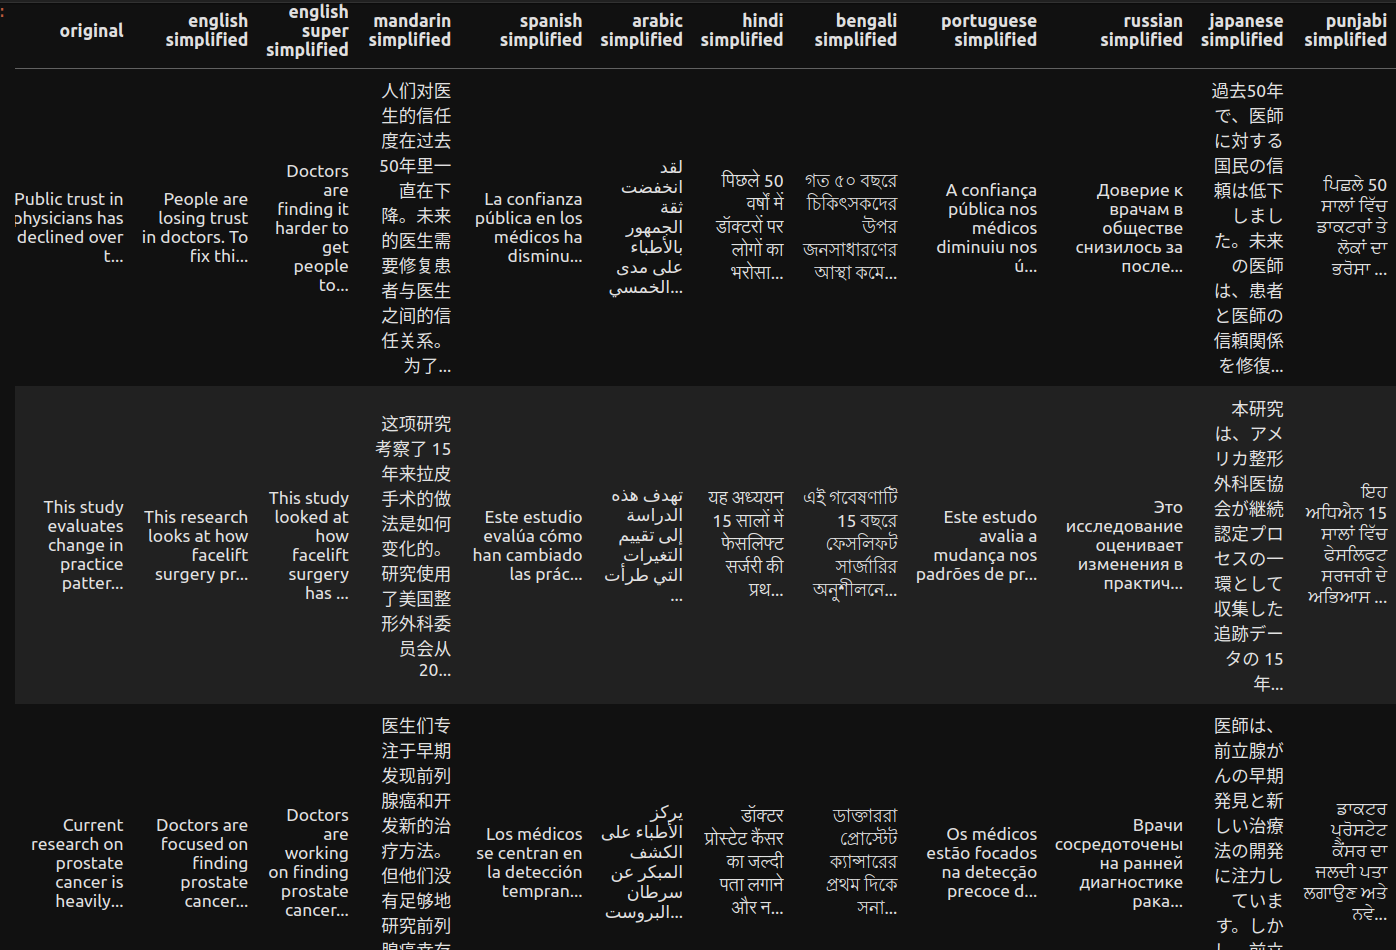 original
english
simplified
english
super
simplified
mandarin
simplified
spanish
simplified
arabic
simplified
hindi
simplified
bengali
simplified
portuguese
simplified
russian
simplified
japanese
simplified
punjabi
simplified
Public trust in
physicians has
declined over
t...
People are
losing trust
in doctors. To
fix thi...
Doctors
are
finding it
harder to
get
people
to...
人们对医
生的信任
度在过去
50年里一
直在下
降。未来
的医生需
要修复患
者与医生
之间的信
任关系。
为了...
La confianza
pública en los
médicos ha
disminu...
لقد
انخفضت
ثقة
الجمهور
بالأطباء
على مدى
الخمسي...
पिछले 50
वर्षों में
डॉक्टरों पर
लोगों का
भरोसा...
গত ৫০ বছরে
চিকিৎসকদের
উপর
জনসাধারণের
আস্থা কমে...
A confiança
pública nos
médicos
diminuiu nos
ú...
Доверие к
врачам в
обществе
снизилось за
после...
過去50年
で、医師
に対する
国民の信
頼は低下
しまし
た。未来
の医師
は、患者
と医師の
信頼関係
を修復...
ਪਿਛਲੇ 50
ਸਾਲਾਂ ਵਿੱਚ
ਡਾਕਟਰਾਂ ਤੇ
ਲੋਕਾਂ ਦਾ
ਭਰੋਸਾ ...
This study
evaluates
change in
practice
patter...
This research
looks at how
facelift
surgery pr...
This study
looked at
how
facelift
surgery
has ...
这项研究
考察了 15
年来拉皮
手术的做
法是如何
变化的。
研究使用
了美国整
形外科委
员会从
20...
Este estudio
evalúa cómo
han cambiado
las prác...
تهدف هذه
الدراسة
إلى تقييم
التغيرات
التي طرأت
...
यह अध्ययन
15 सालों में
फेसलिफ्ट
सर्जरी की
प्रथ...
এই গবেষণাটি
15 বছরে
ফেসলিফট
সার্জারির
অনুশীলনে...
Este estudo
avalia a
mudança nos
padrões de pr...
Это
исследование
оценивает
изменения в
практич...
本研究
は、アメ
リカ整形
外科医協
会が継続
認定プロ
セスの一
環として
収集した
追跡デー
タの 15
年...
ਇਹ
ਅਧਿਐਨ 15
ਸਾਲਾਂ ਵਿੱਚ
ਫੇਸਲਿਫਟ
ਸਰਜਰੀ ਦੇ
ਅਭਿਆਸ ...
Current
research on
prostate
cancer is
heavily...
Doctors are
focused on
finding
prostate
cancer...
Doctors
are
working
on finding
prostate
cancer...
医生们专
注于早期
发现前列
腺癌和开
发新的治
疗方法。
但他们没
有足够地
研究前列
Los médicos
se centran en
la detección
tempran...
يركز
الأطباء على
الكشف
المبكر عن
سرطان
البروست...
डॉक्टर
प्रोस्टेट कैंसर
का जल्दी
पता लगाने
और न...
ডাক্তাররা
প্রোস্টেট
ক্যান্সারের
প্রথম দিকে
সনা...
Os médicos
estão focados
na detecção
precoce d...
Врачи
сосредоточены
на ранней
диагностике
рака...
医師は、
前立腺が
んの早期
発見と新
しい治療
法の開発
に注力し
ていま
す。しか
ਡਾਕਟਰ
ਪ੍ਰੋਸਟੇਟ
ਕੈਂਸਰ ਦਾ
ਜਲਦੀ ਪਤਾ
ਲਗਾਉਣ ਅਤੇ
ਨਵੇ...